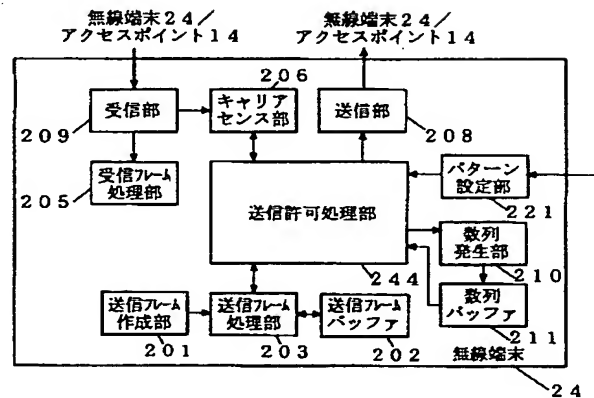 無線端末24/
アクセスポイント14
無線端末24/
アクセスポイント14
206
受信部
キャリア
センス部
送信部
209
208
受信フレーム
処理部
205
送信許可処理部
パターン
設定部
221
数列
発生部
244
210
送信フレーム
作成部
送信フレーム
処理部
送信フレーム
バッファ
数列
バッファ
201
203
202
211
無線端末
24